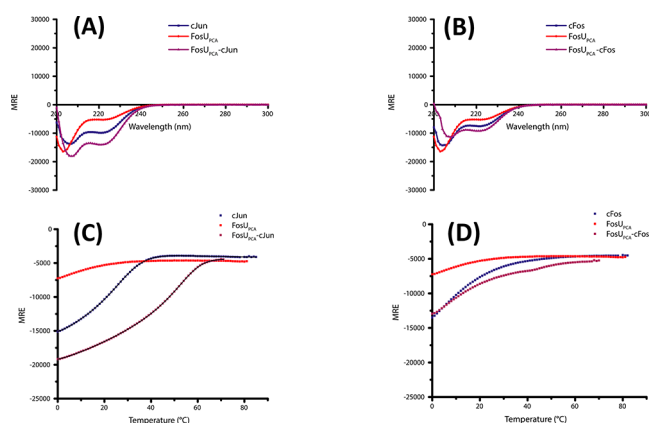 (A)
cJun
FosUPCA
FosUPCA-cJun
30000
20000
10000
0
-10000
-20000
-30000
MRE
200
220
240
260
280
300
Wavelength (nm)
(B)
cFos
FosUPCA
FosUPCA-cFos
30000
20000
10000
0
-10000
-20000
-30000
MRE
200
220
240
260
280
300
Wavelength (nm)
(C)
cJun
FosUPCA
FosUPCA-cJun
0
-5000
-10000
-15000
-20000
-25000
MRE
0
20
40
60
80
Temperature (°C)
(D)
cFos
FosUPCA
FosUPCA-cFos
0
-5000
-10000
-15000
-20000
-25000
MRE
0
20
40
60
80
Temperature (°C)